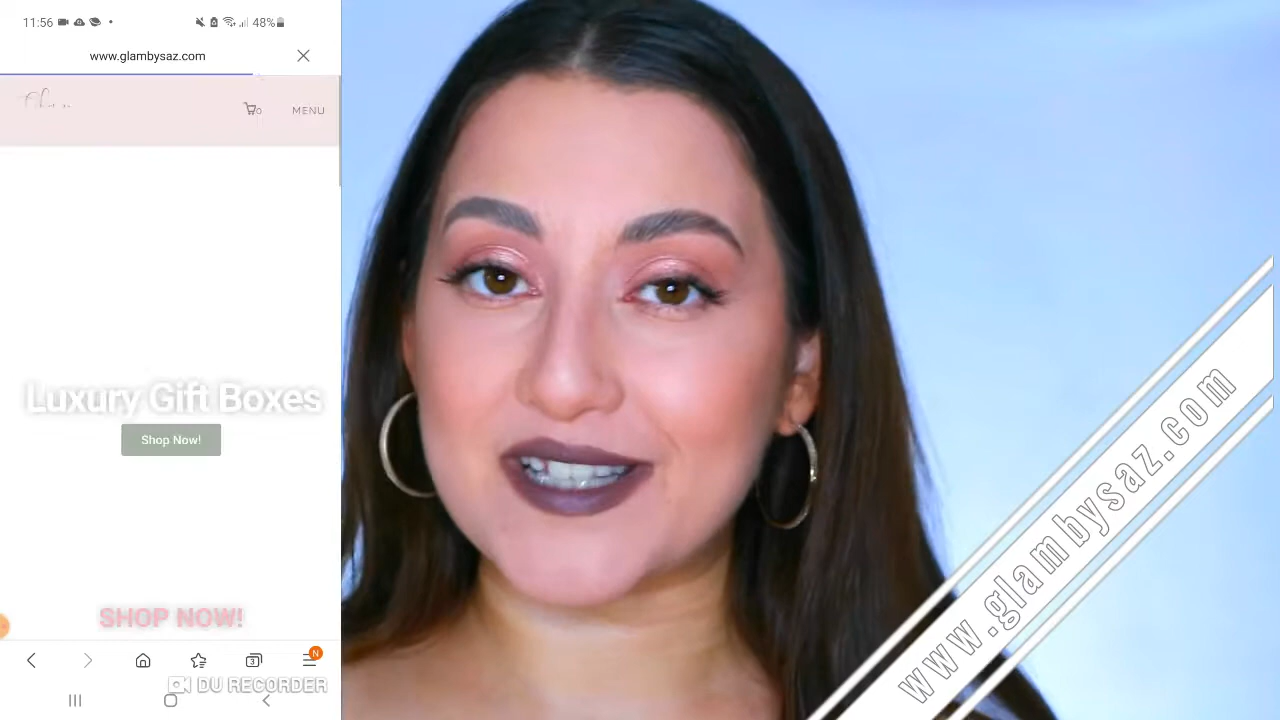 11:56
48%
www.glambysaz.com
0
MENU
Luxury Gift Boxes
Shop Now!
SHOP NOW!
3
N
DU RECORDER
www.glambysaz.com